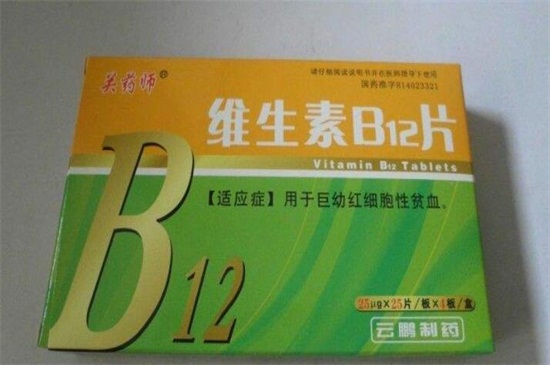 关药师®
请仔细阅读说明书并在医师指导下使用
国药准字H14023321
维生素B12片
Vitamin B12 Tablets
【适应症】用于巨幼红细胞性贫血。
B12
25μg×25片/板×4板/盒
云鹏制药